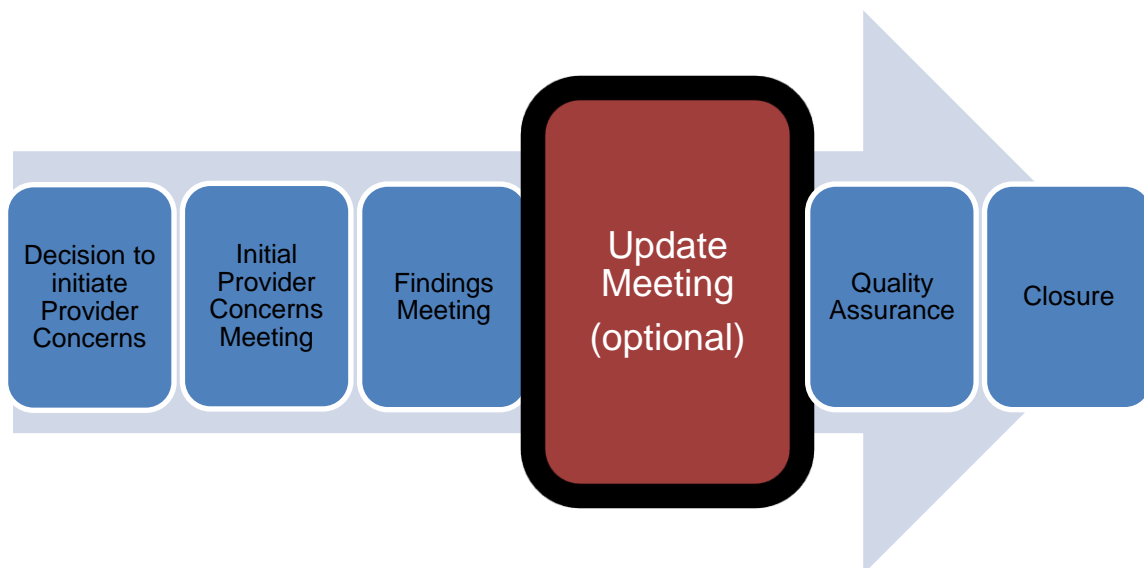 Decision to
initiate
Provider
Concerns
Initial
Provider
Concerns
Meeting
Findings
Meeting
Update
Meeting
(optional)
Quality
Assurance
Closure